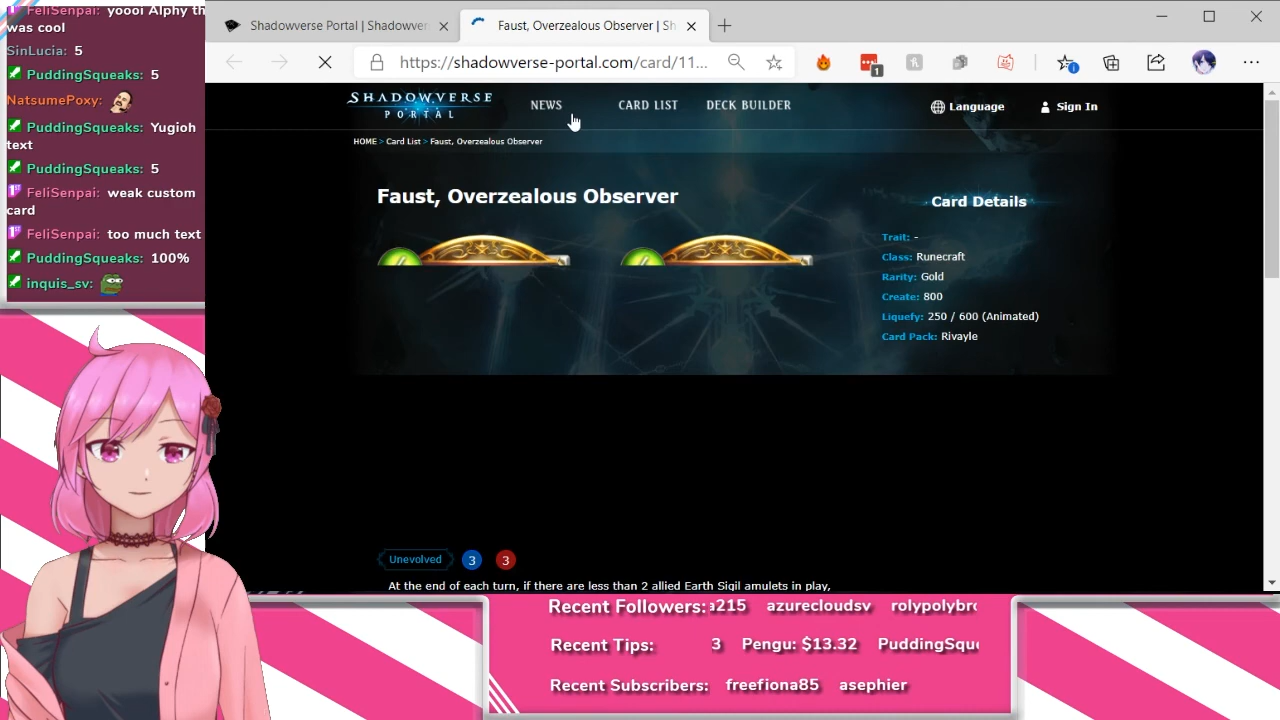 FeliSenpai: yoooi Alphy th
was cool
SinLucia: 5
PuddingSqueaks: 5
NatsumePoxy:
PuddingSqueaks: Yugioh
text
PuddingSqueaks: 5
FeliSenpai: weak custom
card
FeliSenpai: too much text
PuddingSqueaks: 100%
inquis_sv:
Shadowverse Portal | Shadowver
Faust, Overzealous Observer | Sh
https://shadowverse-portal.com/card/11...
1
SHADOWVERSE
PORTAL
NEWS
CARD LIST
DECK BUILDER
Language
Sign In
HOME > Card List > Faust, Overzealous Observer
Faust, Overzealous Observer
Card Details
Trait: -
Class: Runecraft
Rarity: Gold
Create: 800
Liquefy: 250 / 600 (Animated)
Card Pack: Rivayle
Unevolved 3 3
At the end of each turn, if there are less than 2 allied Earth Sigil amulets in play,
Recent Followers: a215 azurecloudsv rolypolybr
Recent Tips: 3 Pengu: $13.32 PuddingSque
Recent Subscribers: freefiona85 asephier